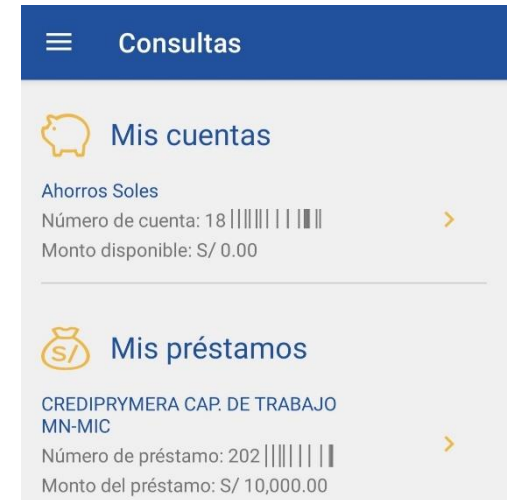 Consultas
Mis cuentas
Ahorros Soles
Número de cuenta: 18
Monto disponible: S/ 0.00
S/
Mis préstamos
CREDIPRYMERA CAP. DE TRABAJO
MN-MIC
Número de préstamo: 202
Monto del préstamo: S/ 10,000.00